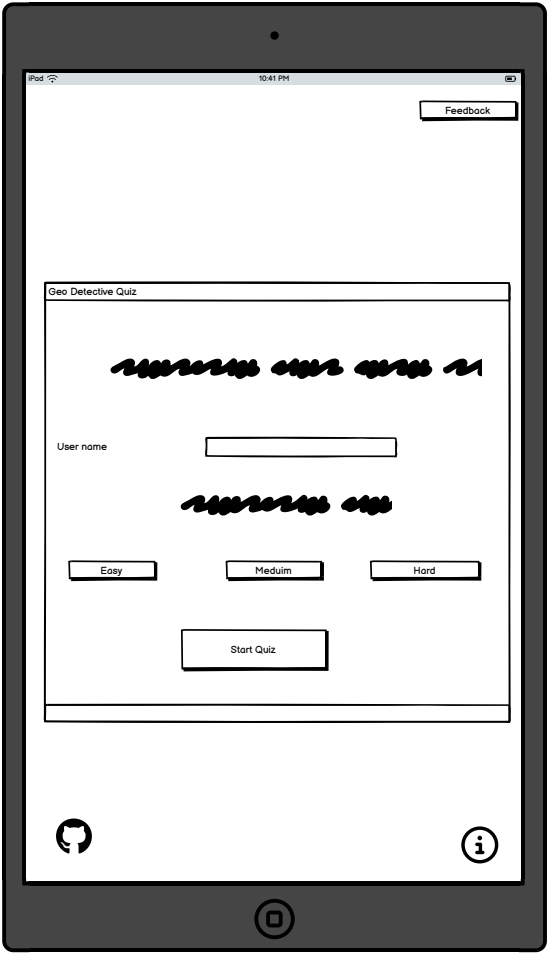 iPad 10:41 PM
Feedback
Geo Detective Quiz
User name
Easy Meduim Hard
Start Quiz